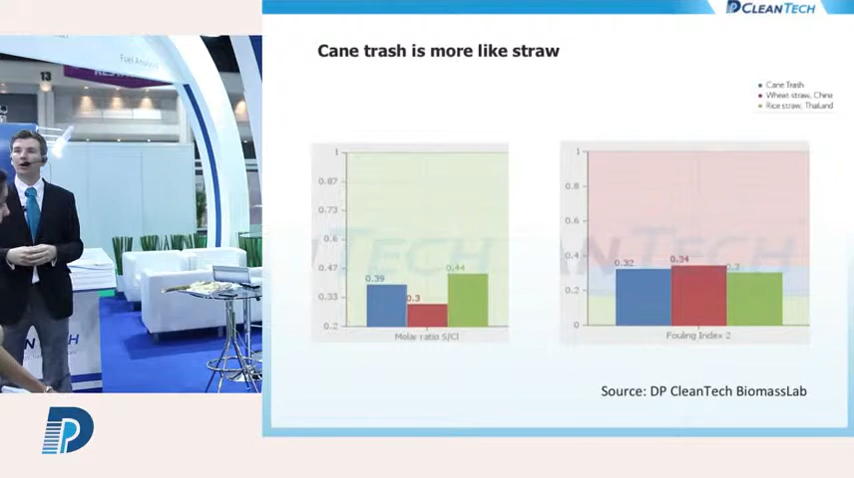 DP CLEANTECH
Cane trash is more like straw
Cane Trash
Wheat straw, China
Rice straw, Thailand
1
0.87
0.73
0.6
0.47
0.33
0.2
0.39
0.3
0.44
Molar ratio S/Cl
1
0.8
0.6
0.4
0.2
0
0.32
0.34
0.3
Fouling Index 2
Source: DP CleanTech BiomassLab
Fuel Analysis
13
DP